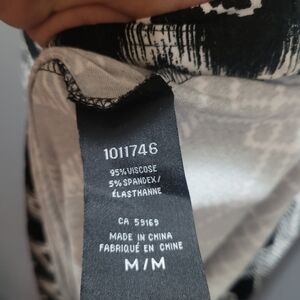 1011746
95% VISCOSE
5% SPANDEX/
ÉLASTHANNE
CA 59169
MADE IN CHINA
FABRIQUÉ EN CHINE
M/M